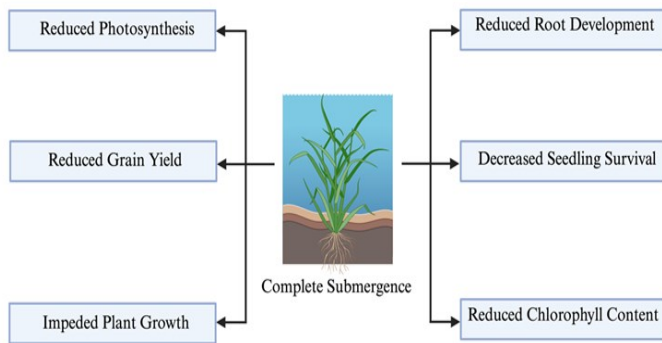 Reduced Photosynthesis
Reduced Root Development
Reduced Grain Yield
Decreased Seedling Survival
Complete Submergence
Impeded Plant Growth
Reduced Chlorophyll Content